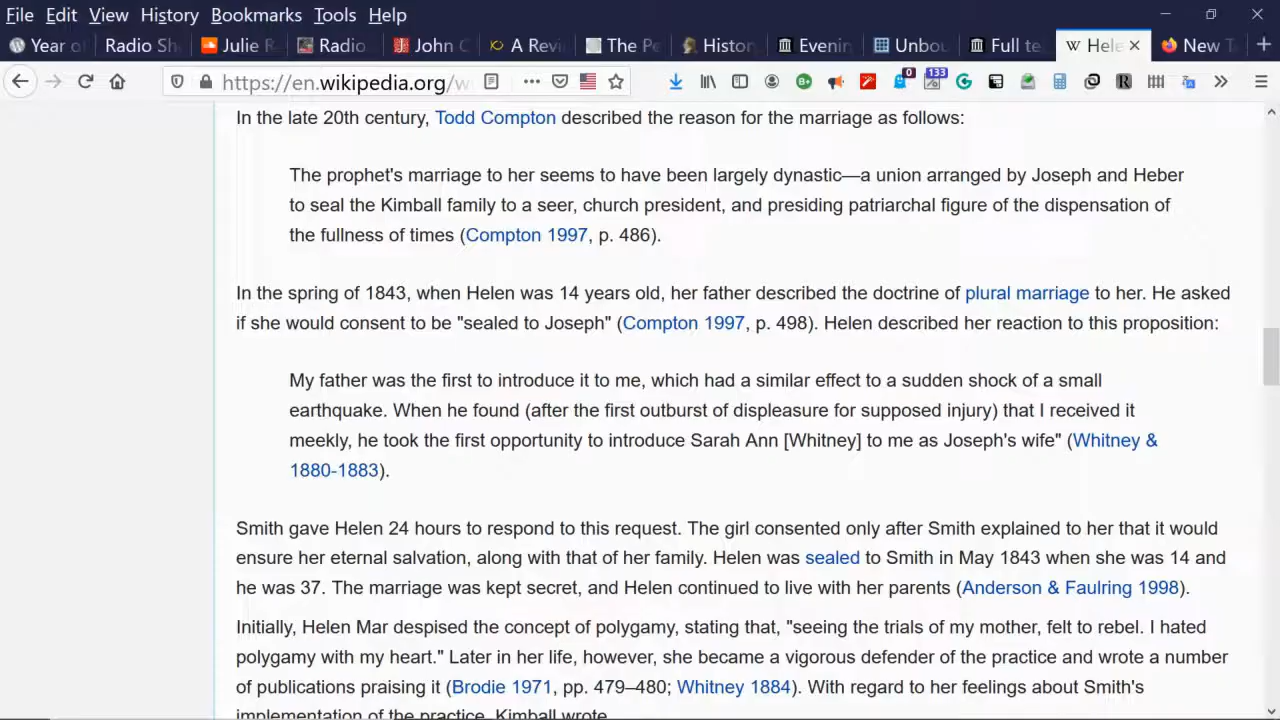 File Edit View History Bookmarks Tools Help
Year o Radio Sh Julie R Radio John C A Revi The Pe Histor Evenin Unbou Full te Hele New T
https://en.wikipedia.org/w
0
133
In the late 20th century, Todd Compton described the reason for the marriage as follows:
The prophet's marriage to her seems to have been largely dynastic—a union arranged by Joseph and Heber
to seal the Kimball family to a seer, church president, and presiding patriarchal figure of the dispensation of
the fullness of times (Compton 1997, p. 486).
In the spring of 1843, when Helen was 14 years old, her father described the doctrine of plural marriage to her. He asked
if she would consent to be "sealed to Joseph" (Compton 1997, p. 498). Helen described her reaction to this proposition:
My father was the first to introduce it to me, which had a similar effect to a sudden shock of a small
earthquake. When he found (after the first outburst of displeasure for supposed injury) that I received it
meekly, he took the first opportunity to introduce Sarah Ann [Whitney] to me as Joseph's wife" (Whitney &
1880-1883).
Smith gave Helen 24 hours to respond to this request. The girl consented only after Smith explained to her that it would
ensure her eternal salvation, along with that of her family. Helen was sealed to Smith in May 1843 when she was 14 and
he was 37. The marriage was kept secret, and Helen continued to live with her parents (Anderson & Faulring 1998).
Initially, Helen Mar despised the concept of polygamy, stating that, "seeing the trials of my mother, felt to rebel. I hated
polygamy with my heart." Later in her life, however, she became a vigorous defender of the practice and wrote a number
of publications praising it (Brodie 1971, pp. 479–480; Whitney 1884). With regard to her feelings about Smith's
implementation of the practice, Kimball wrote